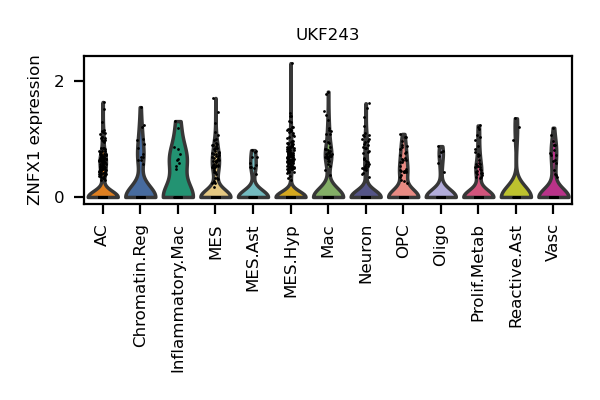 UKF243
ZNFX1 expression
2
0
AC
Chromatin.Reg
Inflammatory.Mac
MES
MES.Ast
MES.Hyp
Mac
Neuron
OPC
Oligo
Prolif.Metab
Reactive.Ast
Vasc